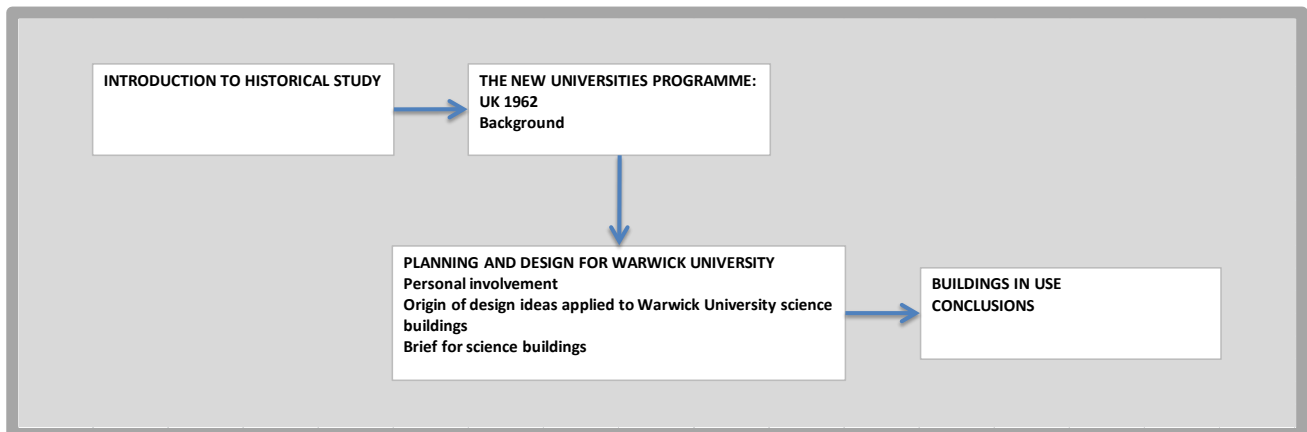 INTRODUCTION TO HISTORICAL STUDY
THE NEW UNIVERSITIES PROGRAMME:
UK 1962
Background
PLANNING AND DESIGN FOR WARWICK UNIVERSITY
Personal involvement
Origin of design ideas applied to Warwick University science
buildings
Brief for science buildings
BUILDINGS IN USE
CONCLUSIONS